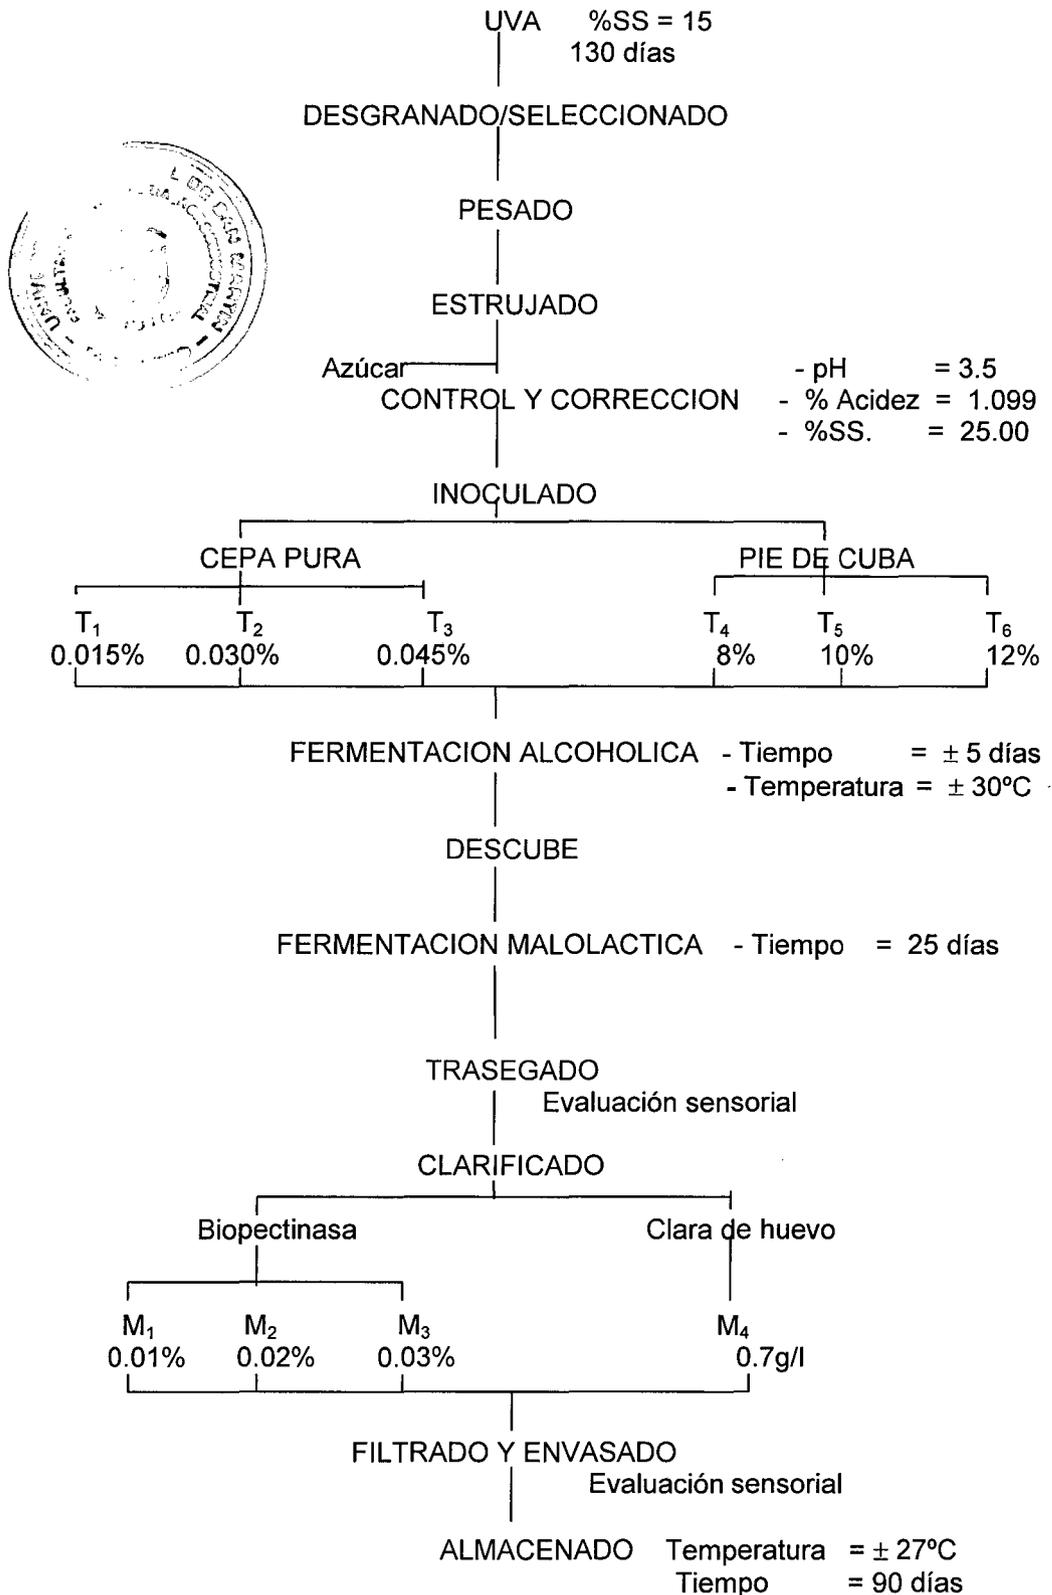 UVA %SS = 15
130 días
DESGRANADO/SELECCIONADO
PESADO
ESTRUJADO
Azúcar - pH = 3.5
CONTROL Y CORRECCION - % Acidez = 1.099
- %SS. = 25.00
INOCULADO
CEPA PURA PIE DE CUBA
T₁ T₂ T₃ T₄ T₅ T₆
0.015% 0.030% 0.045% 8% 10% 12%
FERMENTACION ALCOHOLICA - Tiempo = ± 5 días
- Temperatura = ± 30ºC
DESCUBE
FERMENTACION MALOLACTICA - Tiempo = 25 días
TRASEGADO
Evaluación sensorial
CLARIFICADO
Biopectinasa Clara de huevo
M₁ M₂ M₃ M₄
0.01% 0.02% 0.03% 0.7g/l
FILTRADO Y ENVASADO
Evaluación sensorial
ALMACENADO Temperatura = ± 27ºC
Tiempo = 90 días